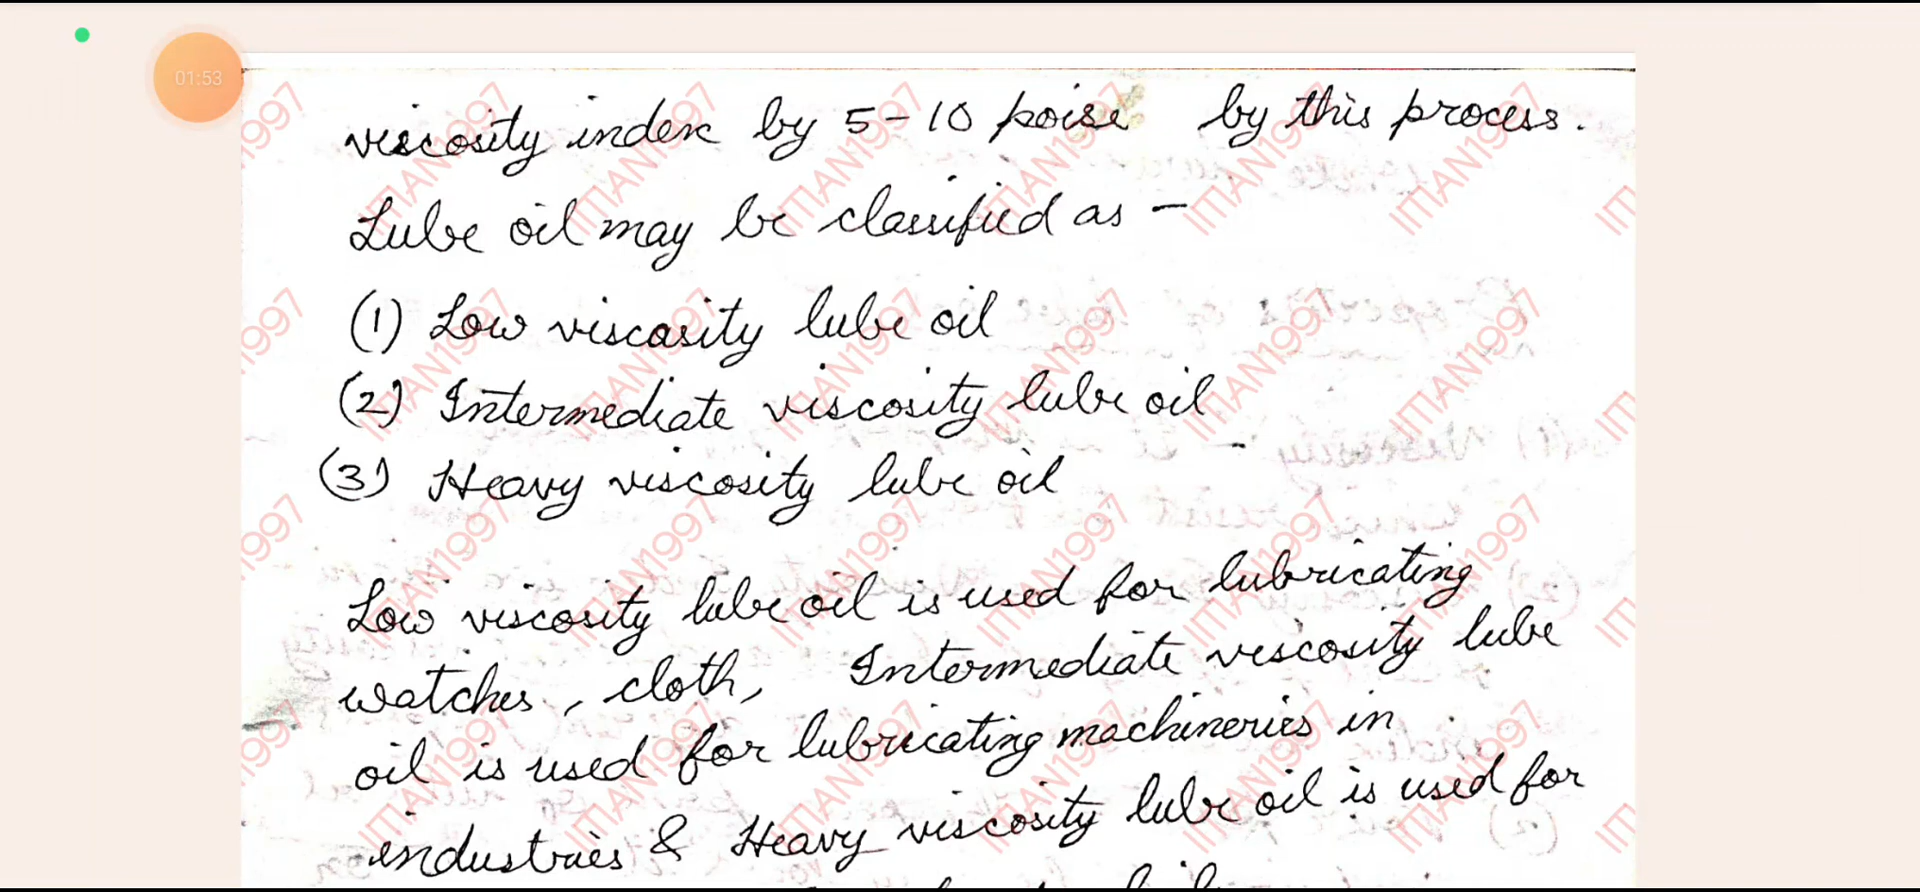 01:53
viscosity index by 5-10 poise by this process.
Lube oil may be classified as -
(1) Low viscosity lube oil
(2) Intermediate viscosity lube oil
(3) Heavy viscosity lube oil
Low viscosity lube oil is used for lubricating
watches, cloth, Intermediate viscosity lube
oil is used for lubricating machineries in
industries & Heavy viscosity lube oil is used for
IMAN1997